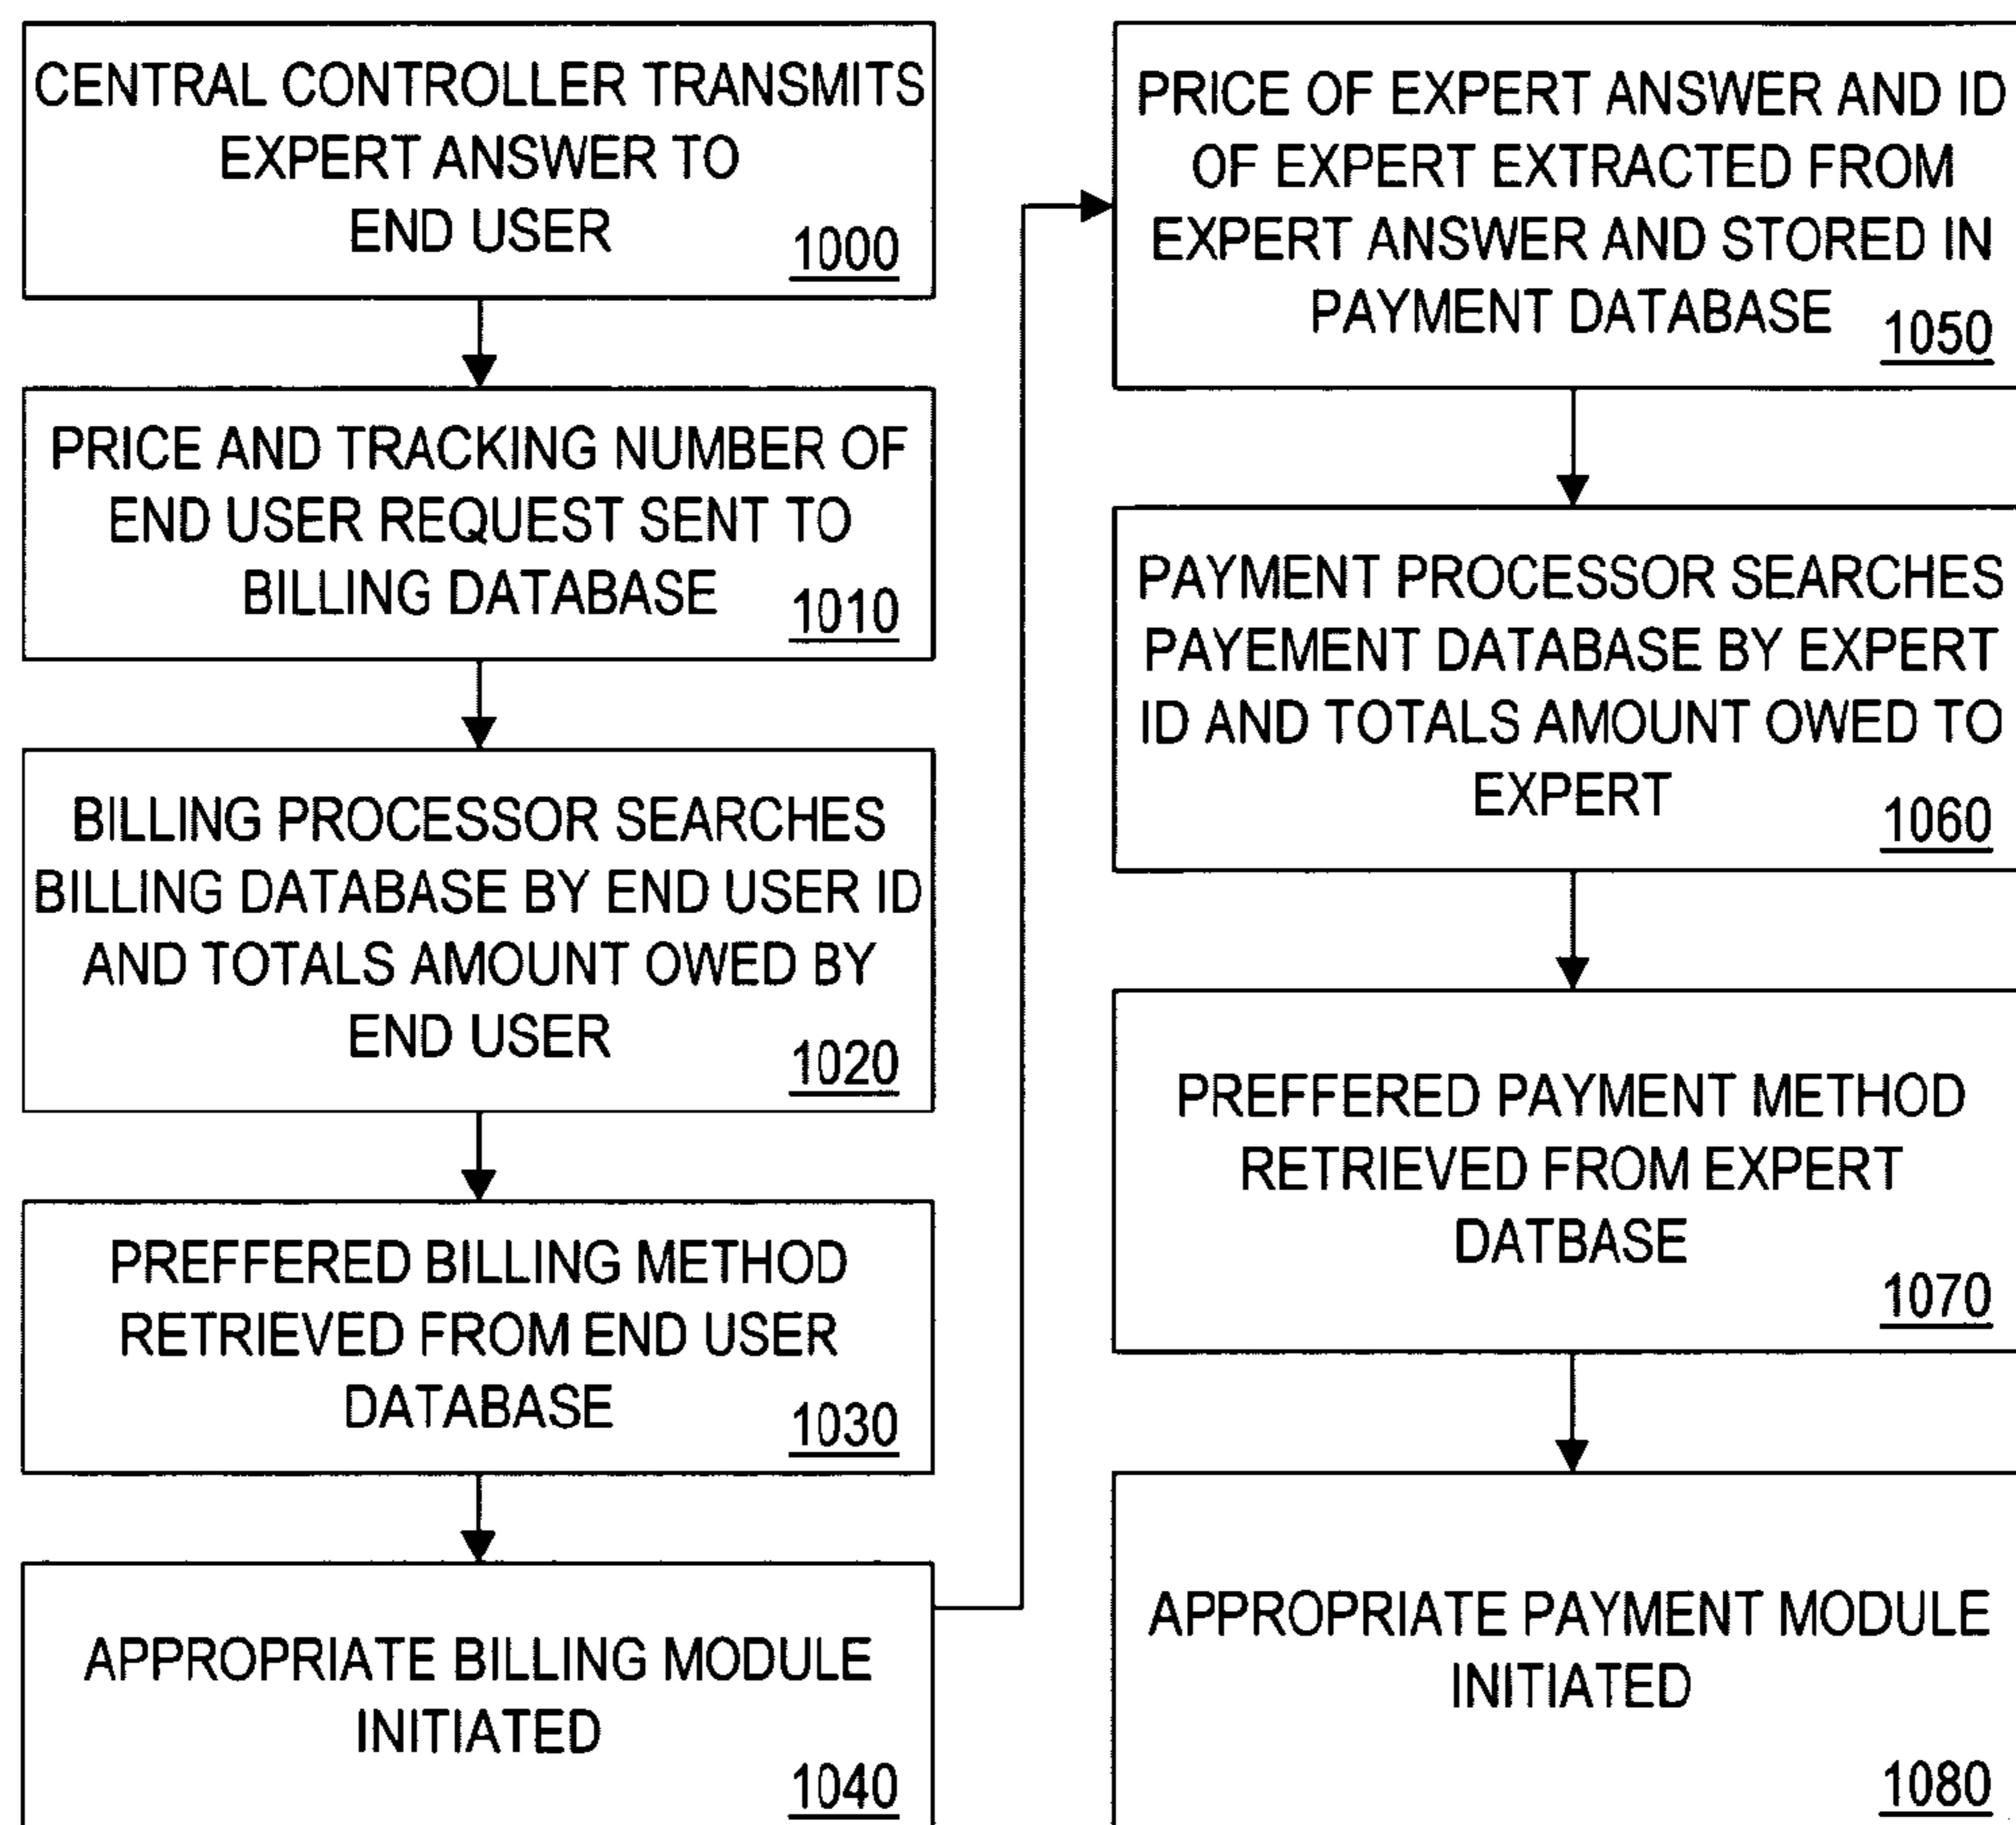 CENTRAL CONTROLLER TRANSMITS
EXPERT ANSWER TO
END USER
1000
PRICE AND TRACKING NUMBER OF
END USER REQUEST SENT TO
BILLING DATABASE
1010
BILLING PROCESSOR SEARCHES
BILLING DATABASE BY END USER ID
AND TOTALS AMOUNT OWED BY
END USER
1020
PREFFERED BILLING METHOD
RETRIEVED FROM END USER
DATABASE
1030
APPROPRIATE BILLING MODULE
INITIATED
1040
PRICE OF EXPERT ANSWER AND ID
OF EXPERT EXTRACTED FROM
EXPERT ANSWER AND STORED IN
PAYMENT DATABASE
1050
PAYMENT PROCESSOR SEARCHES
PAYEMENT DATABASE BY EXPERT
ID AND TOTALS AMOUNT OWED TO
EXPERT
1060
PREFFERED PAYMENT METHOD
RETRIEVED FROM EXPERT
DATBASE
1070
APPROPRIATE PAYMENT MODULE
INITIATED
1080